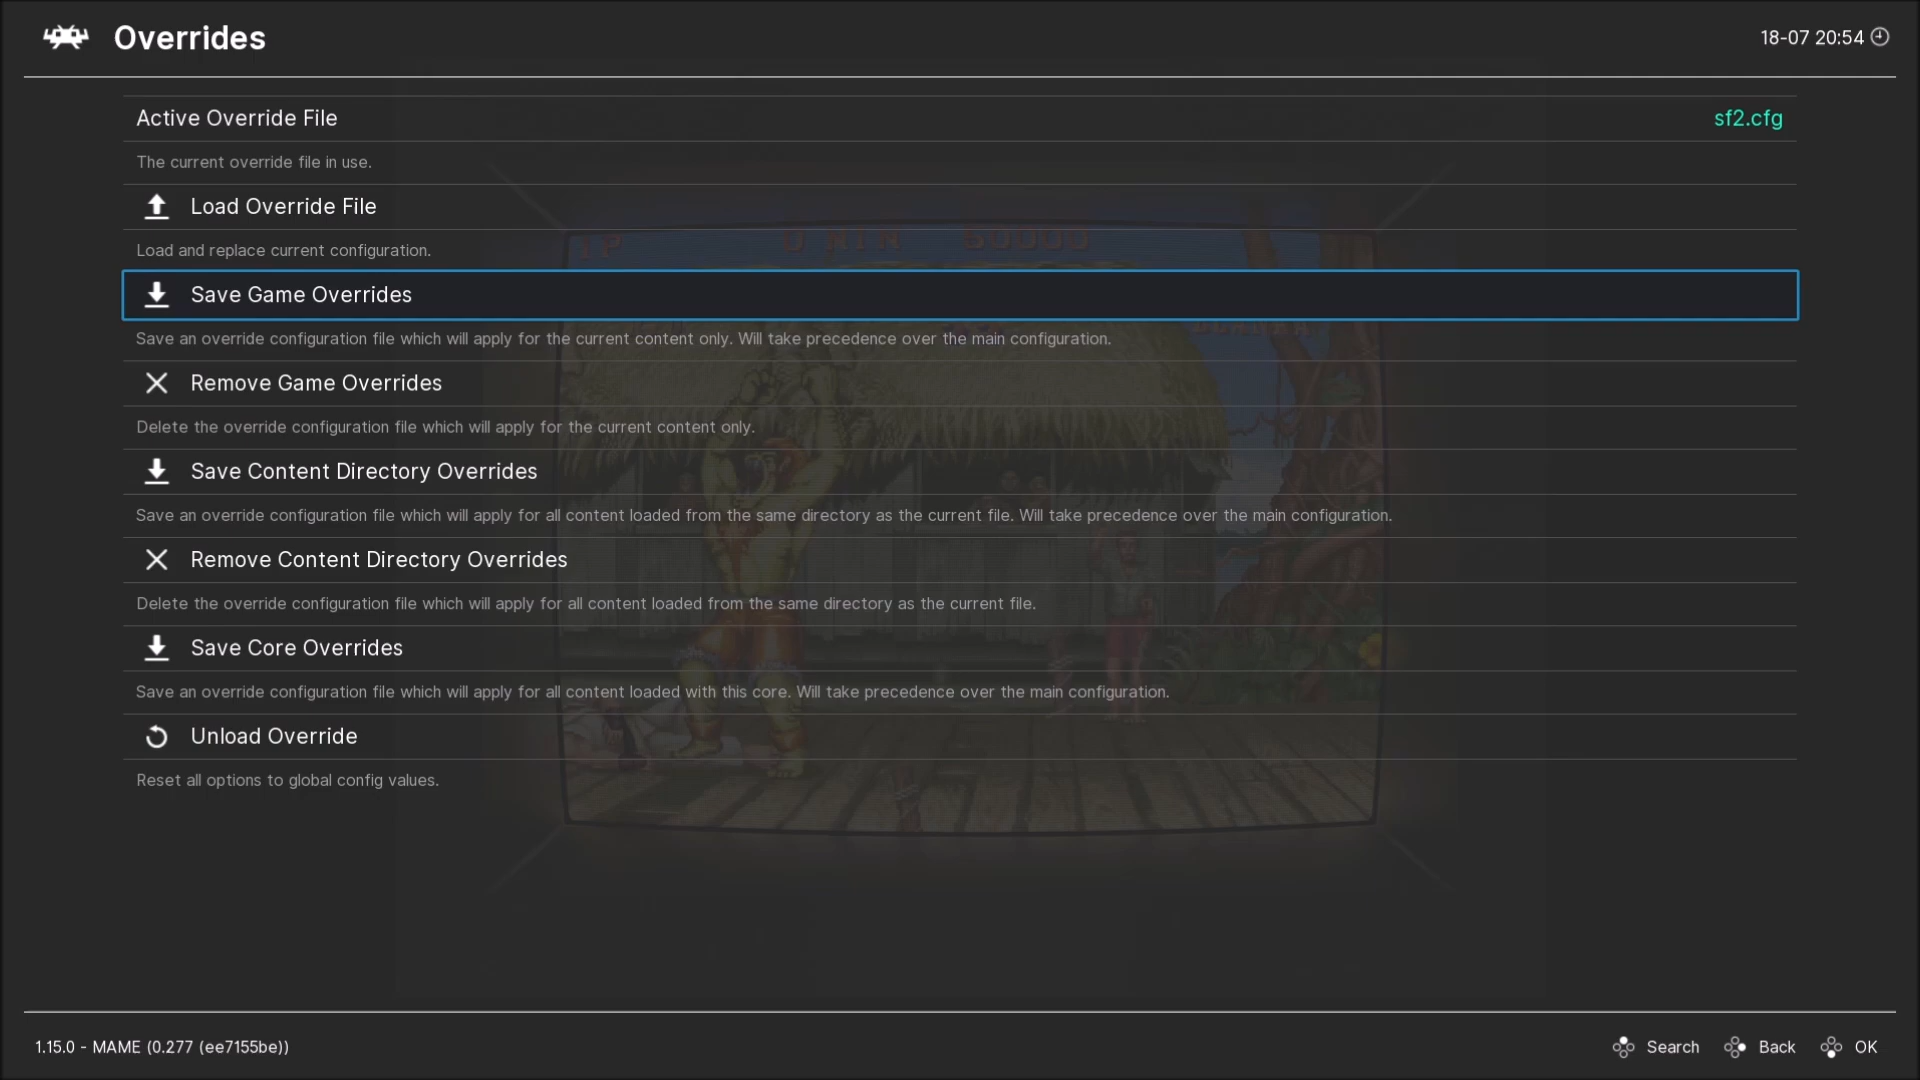 Overrides
18-07 20:54
Active Override File
sf2.cfg
The current override file in use.
Load Override File
Load and replace current configuration.
Save Game Overrides
Save an override configuration file which will apply for the current content only. Will take precedence over the main configuration.
Remove Game Overrides
Delete the override configuration file which will apply for the current content only.
Save Content Directory Overrides
Save an override configuration file which will apply for all content loaded from the same directory as the current file. Will take precedence over the main configuration.
Remove Content Directory Overrides
Delete the override configuration file which will apply for all content loaded from the same directory as the current file.
Save Core Overrides
Save an override configuration file which will apply for all content loaded with this core. Will take precedence over the main configuration.
Unload Override
Reset all options to global config values.
1.15.0 - MAME (0.277 (ee7155be))
Search
Back
OK